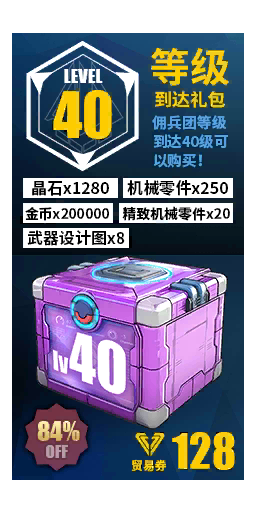 LEVEL
40
等级
到达礼包
佣兵团等级
到达40级可
以购买！
晶石x1280
机械零件x250
金币x200000
精致机械零件x20
武器设计图x8
lv40
84%
OFF
贸易券
128